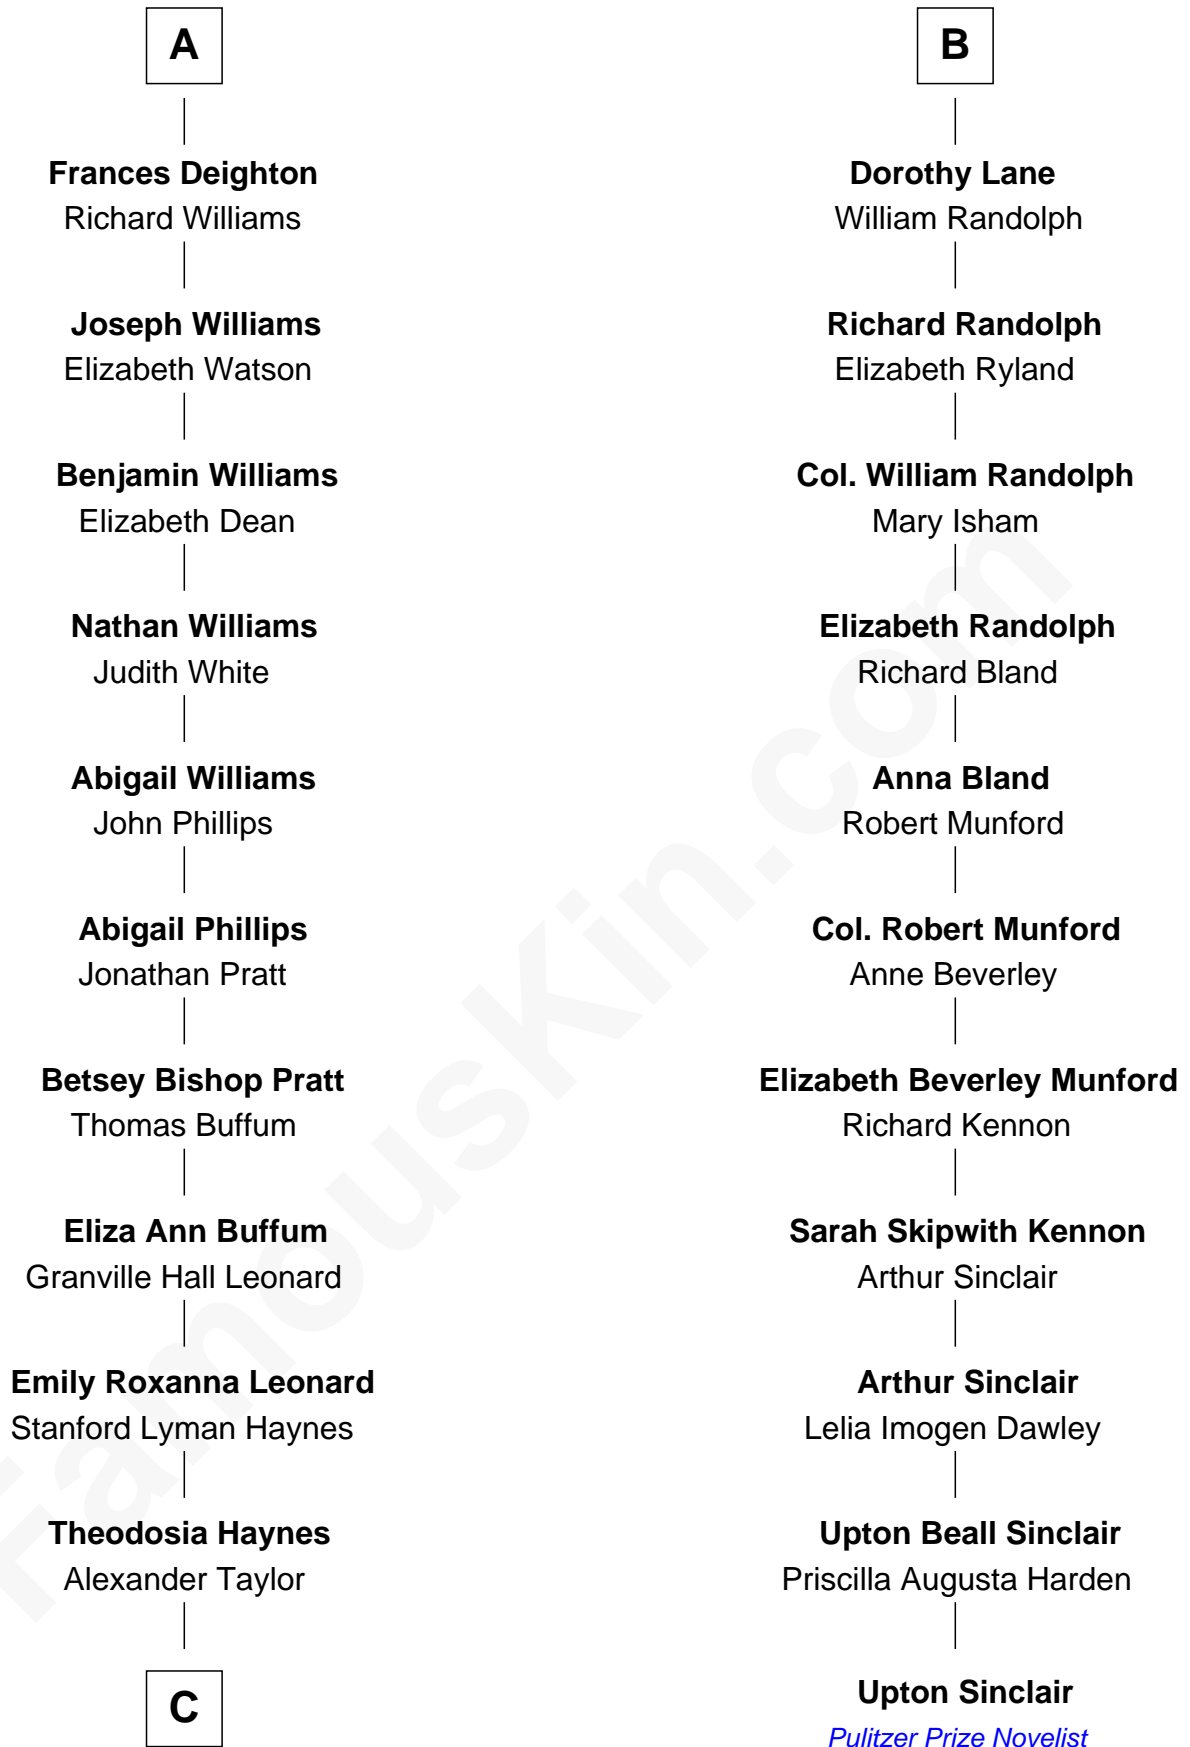 A
Frances Deighton
Richard Williams
Joseph Williams
Elizabeth Watson
Benjamin Williams
Elizabeth Dean
Nathan Williams
Judith White
Abigail Williams
John Phillips
Abigail Phillips
Jonathan Pratt
Betsey Bishop Pratt
Thomas Buffum
Eliza Ann Buffum
Granville Hall Leonard
Emily Roxanna Leonard
Stanford Lyman Haynes
Theodosia Haynes
Alexander Taylor
C
B
Dorothy Lane
William Randolph
Richard Randolph
Elizabeth Ryland
Col. William Randolph
Mary Isham
Elizabeth Randolph
Richard Bland
Anna Bland
Robert Munford
Col. Robert Munford
Anne Beverley
Elizabeth Beverley Munford
Richard Kennon
Sarah Skipwith Kennon
Arthur Sinclair
Arthur Sinclair
Lelia Imogen Dawley
Upton Beall Sinclair
Priscilla Augusta Harden
Upton Sinclair
Pulitzer Prize Novelist
FamousKin.com